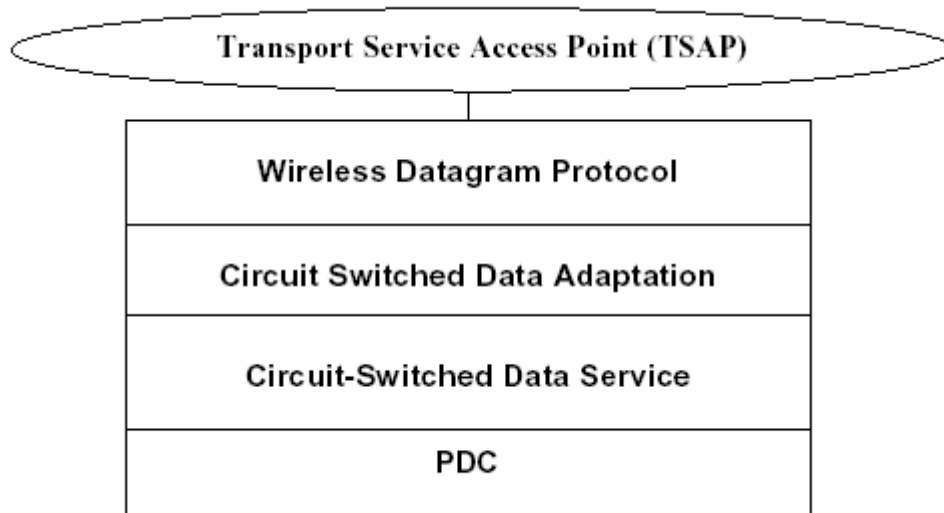 Transport Service Access Point (TSAP)
Wireless Datagram Protocol
Circuit Switched Data Adaptation
Circuit-Switched Data Service
PDC